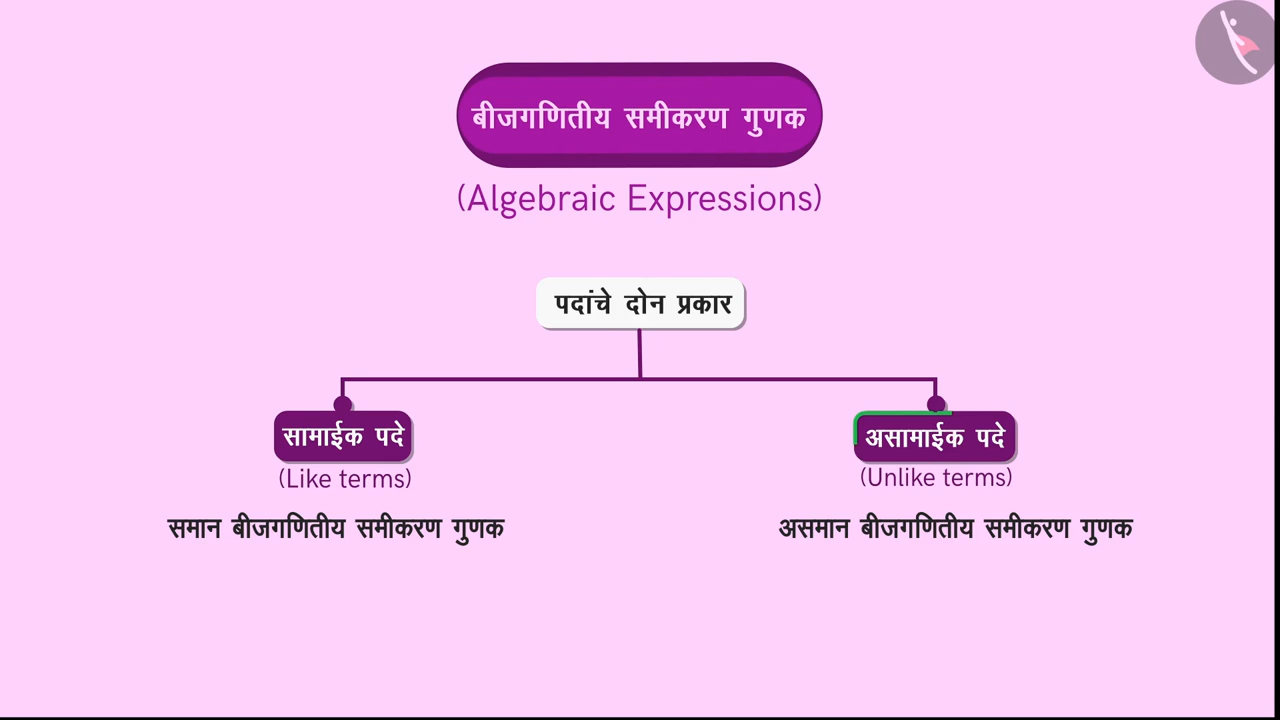 बीजगणितीय समीकरण गुणक
(Algebraic Expressions)
पदांचे दोन प्रकार
सामाईक पदे
(Like terms)
समान बीजगणितीय समीकरण गुणक
असामाईक पदे
(Unlike terms)
असमान बीजगणितीय समीकरण गुणक